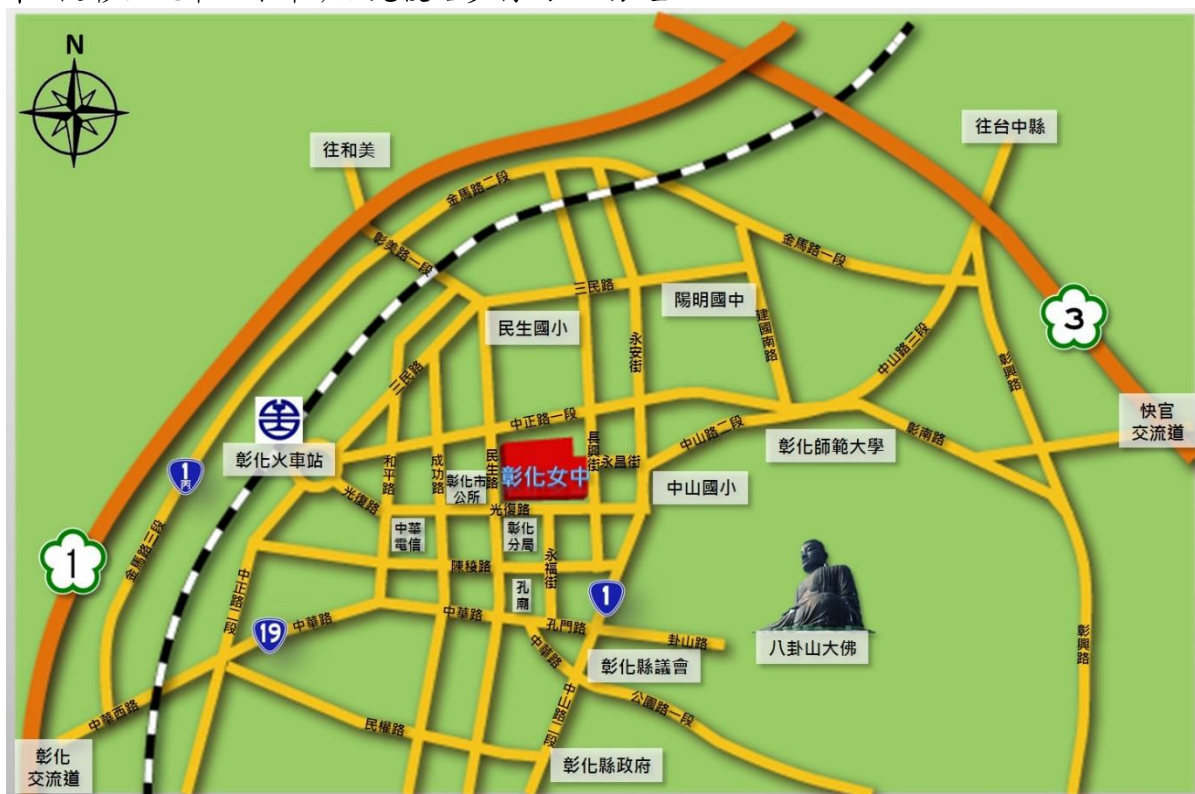 N
往和美
往台中縣
金馬路二段
彰美路一段
金馬路一段
三民路
陽明國中
3
民生國小
建國南路
永安街
中山路三段
彰興路
三民路
快官
交流道
中正路一段
中山路二段
彰化師範大學
彰南路
彰化火車站
和平路
成功路
民生路
彰化女中
長興街
永昌街
中山國小
1丙
彰化市
公所
光復路
光復路
中華
電信
彰化
分局
永福街
1
金馬路三段
陳稜路
孔廟
1
中正路二段
19
中華路
中華路
孔門路
卦山路
八卦山大佛
彰興路
中華路
彰化縣議會
中華西路
民權路
中山路二段
公園路一段
彰化
交流道
彰化縣政府